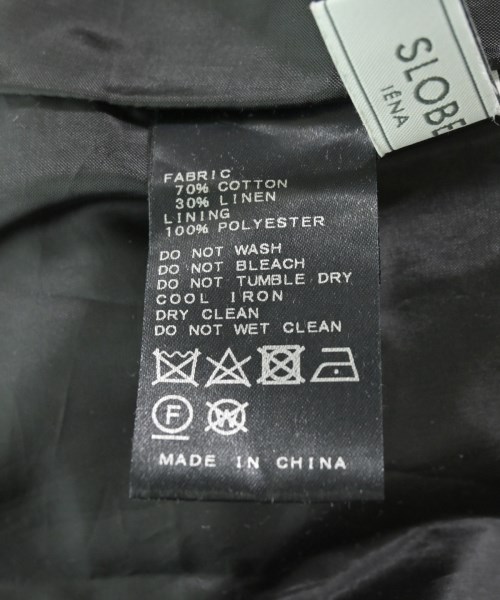 SLOBE
IÉNA
FABRIC
70% COTTON
30% LINEN
LINING
100% POLYESTER
DO NOT WASH
DO NOT BLEACH
DO NOT TUMBLE DRY
COOL IRON
DRY CLEAN
DO NOT WET CLEAN
F W
MADE IN CHINA